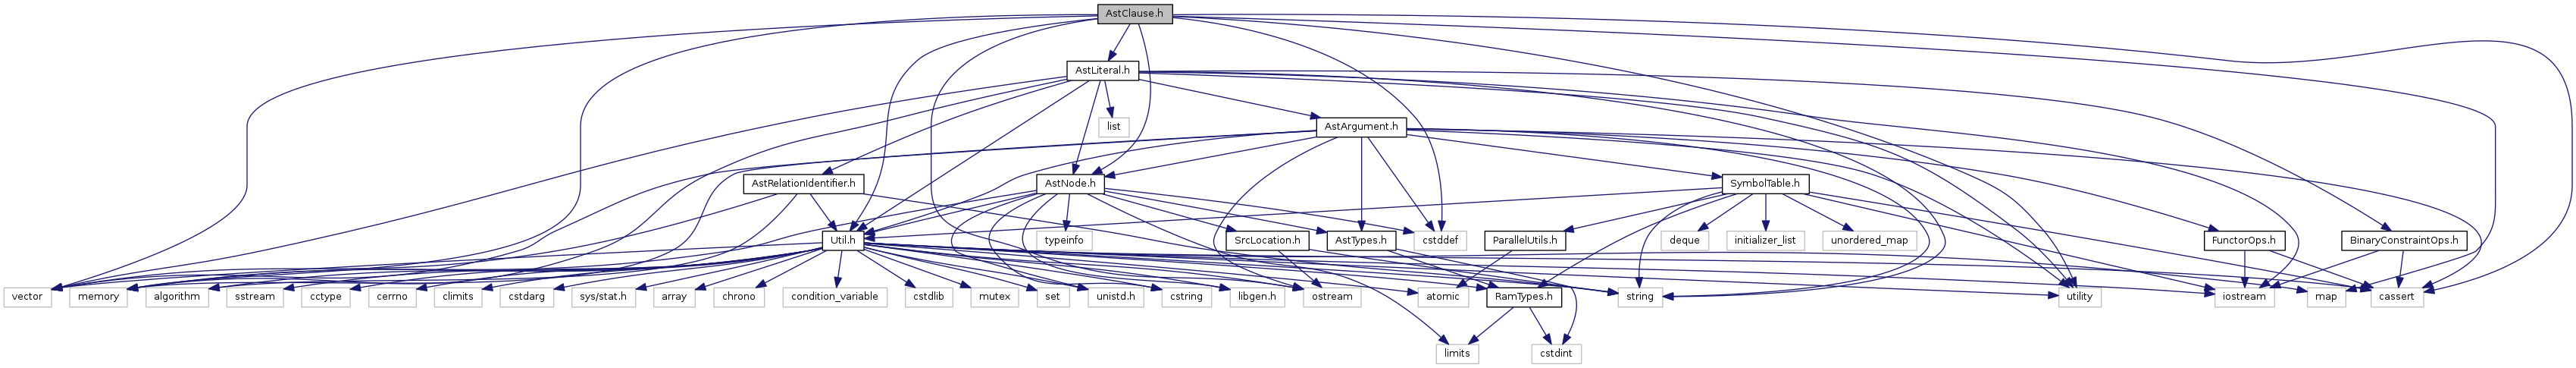 AstClause.h
AstLiteral.h
list
AstArgument.h
AstRelationIdentifier.h
AstNode.h
SymbolTable.h
typeinfo
SrcLocation.h
AstTypes.h
cstddef
ParallelUtils.h
deque
initializer_list
unordered_map
FunctorOps.h
BinaryConstraintOps.h
Util.h
vector
memory
algorithm
sstream
cctype
cerrno
climits
cstdarg
sys/stat.h
array
chrono
condition_variable
cstdlib
mutex
set
unistd.h
cstring
libgen.h
ostream
atomic
RamTypes.h
string
utility
iostream
map
cassert
limits
cstdint